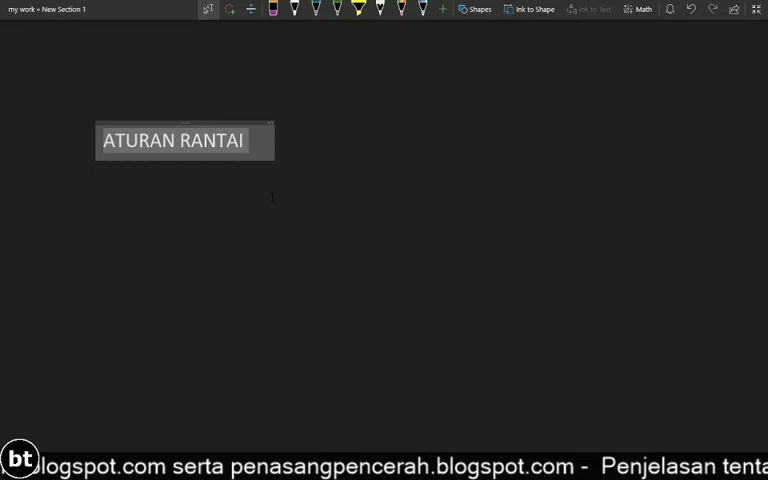 my work » New Section 1
Shapes
Ink to Shape
Ink to Text
Math
ATURAN RANTAI
bt
blogspot.com serta penasangpencerah.blogspot.com - Penjelasan tenta